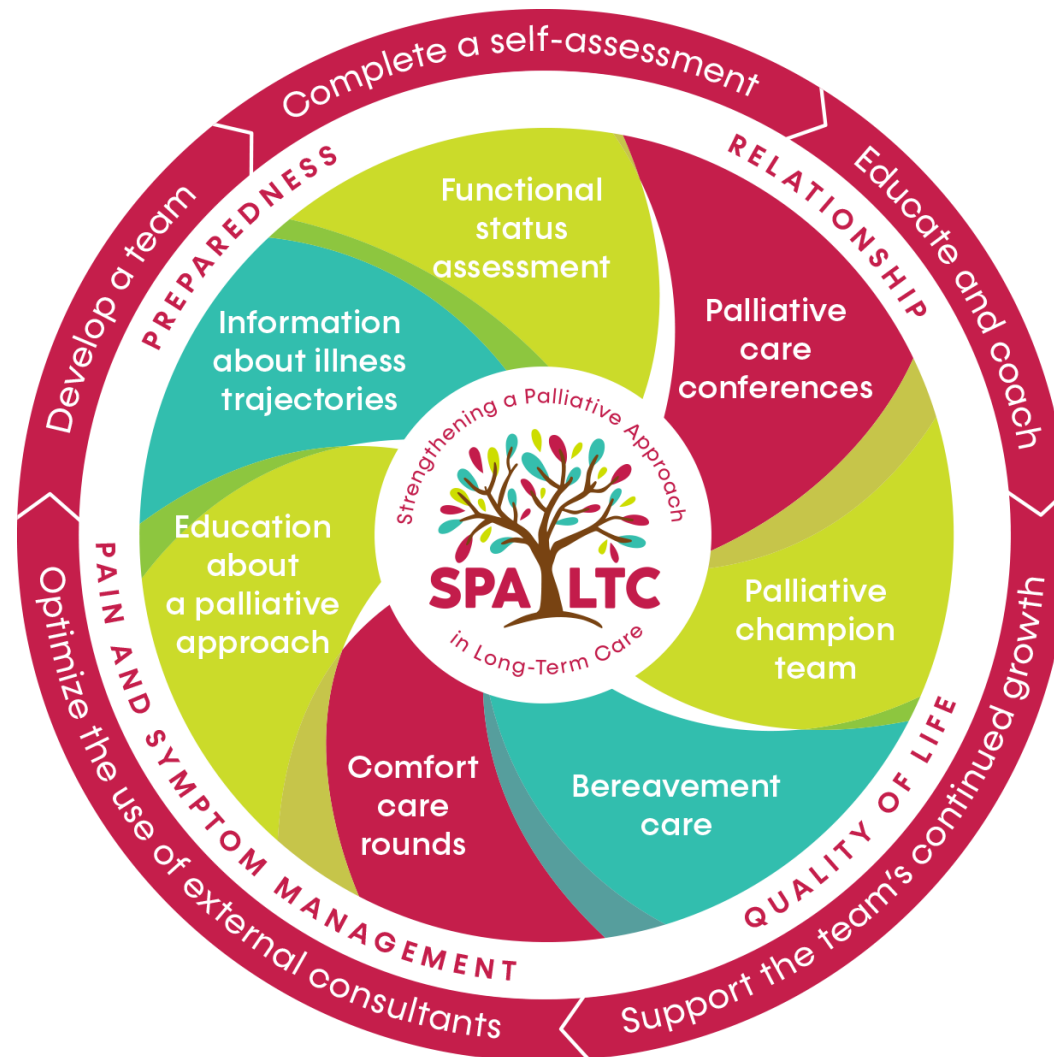 Complete a self-assessment
Educate and coach
Support the team's continued growth
Optimize the use of external consultants
Develop a team
PREPAREDNESS
RELATIONSHIP
QUALITY OF LIFE
PAIN AND SYMPTOM MANAGEMENT
Functional
status
assessment
Palliative
care
conferences
Palliative
champion
team
Bereavement
care
Comfort
care
rounds
Education
about
a palliative
approach
Information
about illness
trajectories
Strengthening a Palliative Approach
SPA LTC
in Long-Term Care